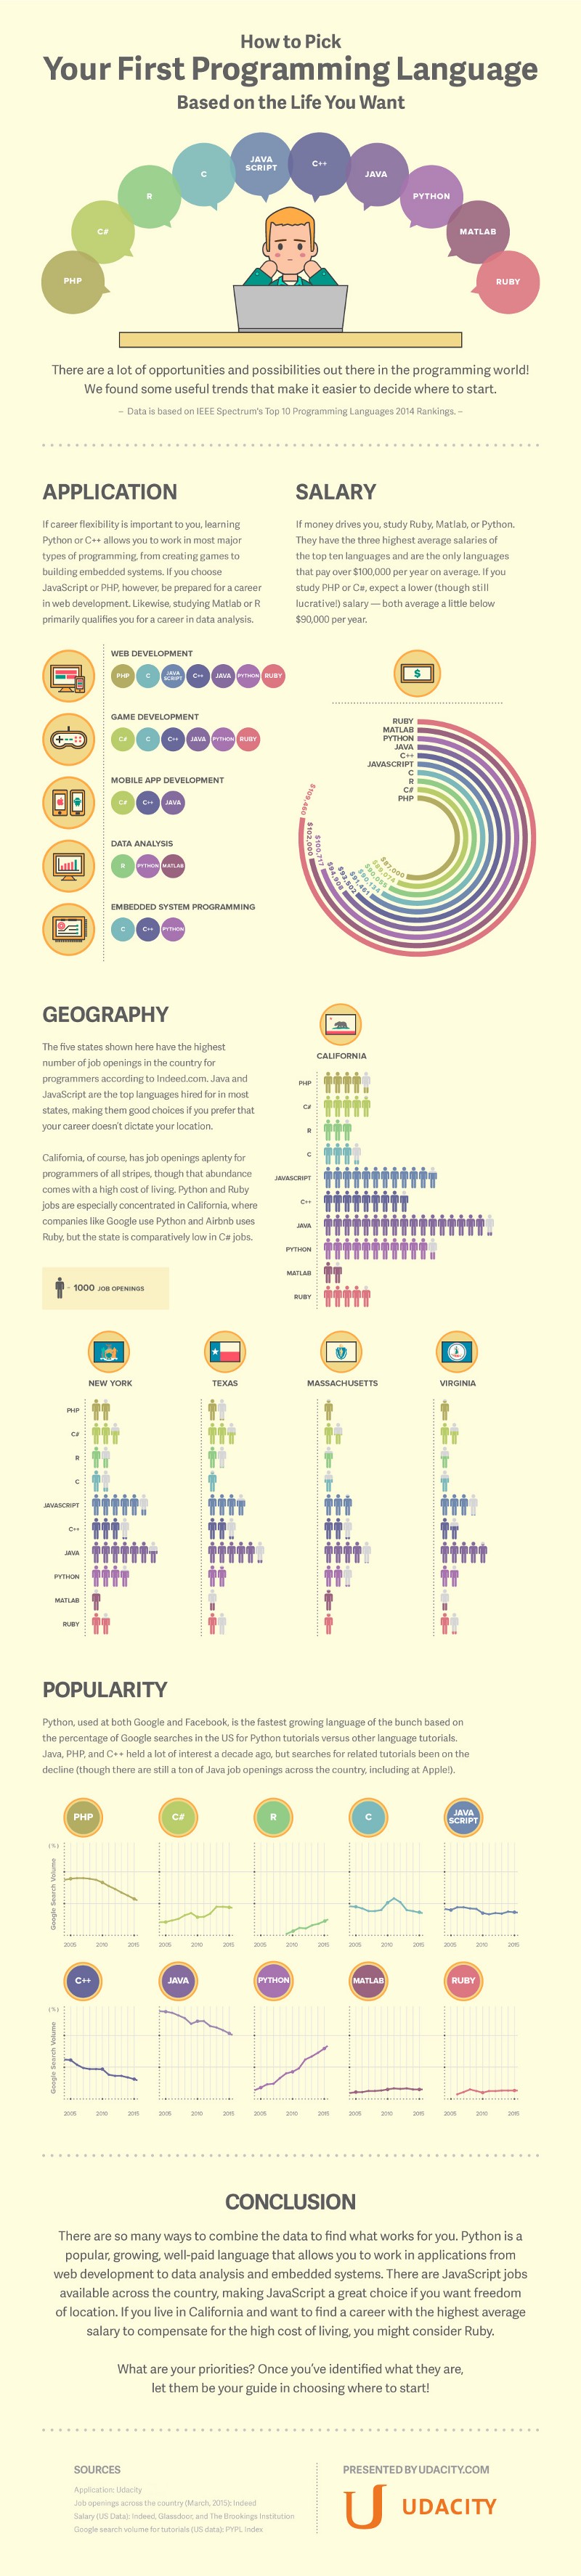 How to Pick
Your First Programming Language
Based on the Life You Want
PHP
C#
R
C
JAVA
SCRIPT
C++
JAVA
PYTHON
MATLAB
RUBY
There are a lot of opportunities and possibilities out there in the programming world!
We found some useful trends that make it easier to decide where to start.
– Data is based on IEEE Spectrum's Top 10 Programming Languages 2014 Rankings. –
APPLICATION
If career flexibility is important to you, learning
Python or C++ allows you to work in most major
types of programming, from creating games to
building embedded systems. If you choose
JavaScript or PHP, however, be prepared for a career
in web development. Likewise, studying Matlab or R
primarily qualifies you for a career in data analysis.
SALARY
If money drives you, study Ruby, Matlab, or Python.
They have the three highest average salaries of
the top ten languages and are the only languages
that pay over $100,000 per year on average. If you
study PHP or C#, expect a lower (though still
lucrative!) salary — both average a little below
$90,000 per year.
WEB DEVELOPMENT
PHP C JAVA SCRIPT C++ JAVA PYTHON RUBY
GAME DEVELOPMENT
C# C C++ JAVA PYTHON RUBY
MOBILE APP DEVELOPMENT
C# C++ JAVA
DATA ANALYSIS
R PYTHON MATLAB
EMBEDDED SYSTEM PROGRAMMING
C C++ PYTHON
$
RUBY
MATLAB
PYTHON
JAVA
C++
JAVASCRIPT
C
R
C#
PHP
$109,460
$102,000
$100,717
$94,908
$93,502
$91,461
$90,134
$90,055
$87,000
GEOGRAPHY
The five states shown here have the highest
number of job openings in the country for
programmers according to Indeed.com. Java and
JavaScript are the top languages hired for in most
states, making them good choices if you prefer that
your career doesn't dictate your location.
California, of course, has job openings aplenty for
programmers of all stripes, though that abundance
comes with a high cost of living. Python and Ruby
jobs are especially concentrated in California, where
companies like Google use Python and Airbnb uses
Ruby, but the state is comparatively low in C# jobs.
– 1000 JOB OPENINGS
CALIFORNIA
PHP
C#
R
C
JAVASCRIPT
C++
JAVA
PYTHON
MATLAB
RUBY
NEW YORK
TEXAS
MASSACHUSETTS
VIRGINIA
PHP
C#
R
C
JAVASCRIPT
C++
JAVA
PYTHON
MATLAB
RUBY
POPULARITY
Python, used at both Google and Facebook, is the fastest growing language of the bunch based on
the percentage of Google searches in the US for Python tutorials versus other language tutorials.
Java, PHP, and C++ held a lot of interest a decade ago, but searches for related tutorials been on the
decline (though there are still a ton of Java job openings across the country, including at Apple!).
PHP
C#
R
C
JAVA
SCRIPT
(%)
Google Search Volume
2005 2010 2015
2005 2010 2015
2005 2010 2015
2005 2010 2015
2005 2010 2015
C++
JAVA
PYTHON
MATLAB
RUBY
(%)
Google Search Volume
2005 2010 2015
2005 2010 2015
2005 2010 2015
2005 2010 2015
2005 2010 2015
CONCLUSION
There are so many ways to combine the data to find what works for you. Python is a
popular, growing, well-paid language that allows you to work in applications from
web development to data analysis and embedded systems. There are JavaScript jobs
available across the country, making JavaScript a great choice if you want freedom
of location. If you live in California and want to find a career with the highest average
salary to compensate for the high cost of living, you might consider Ruby.
What are your priorities? Once you've identified what they are,
let them be your guide in choosing where to start!
SOURCES
Application: Udacity
Job openings across the country (March, 2015): Indeed
Salary (US Data): Indeed, Glassdoor, and The Brookings Institution
Google search volume for tutorials (US data): PYPL Index
PRESENTED BY UDACITY.COM
UDACITY